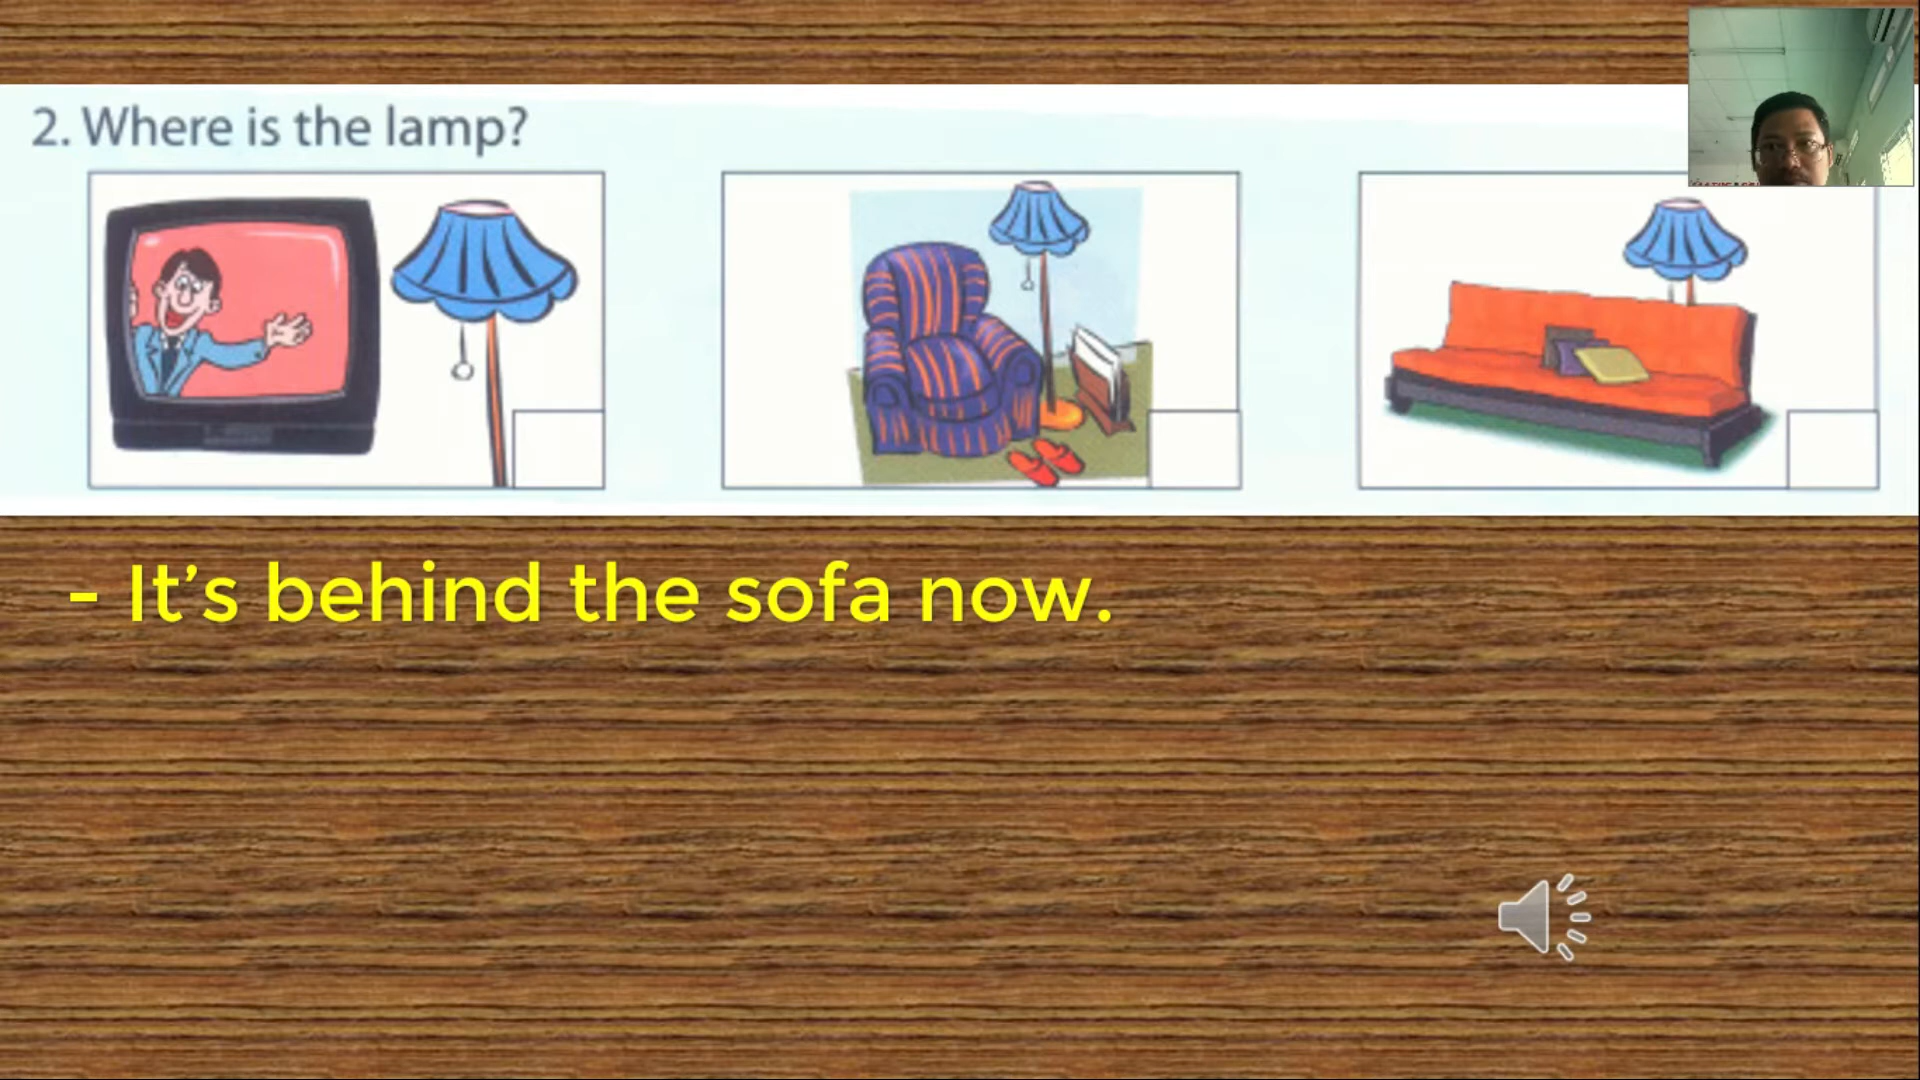 2. Where is the lamp?
- It's behind the sofa now.